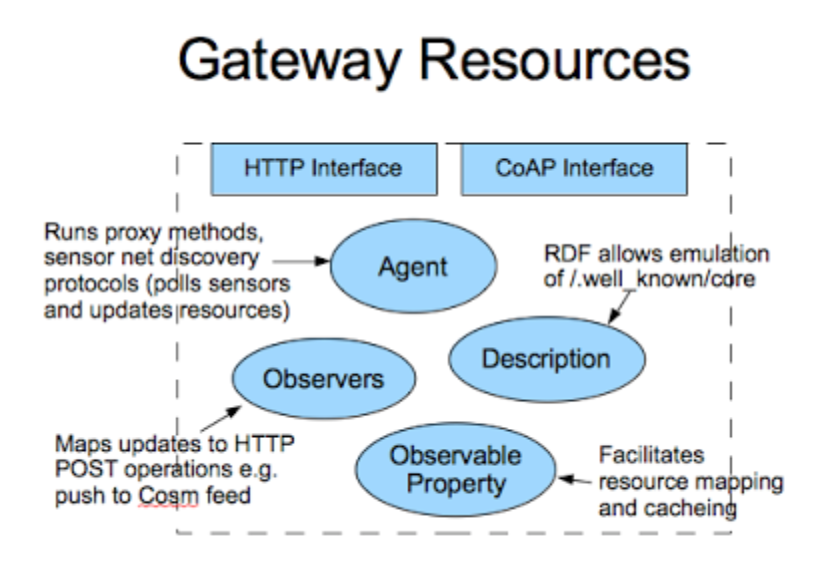 Gateway Resources
HTTP Interface
CoAP Interface
Runs proxy methods,
sensor net discovery
protocols (polls sensors
and updates resources)
Agent
RDF allows emulation
of /.well_known/core
Description
Observers
Maps updates to HTTP
POST operations e.g.
push to Cosm feed
Observable
Property
Facilitates
resource mapping
and cacheing